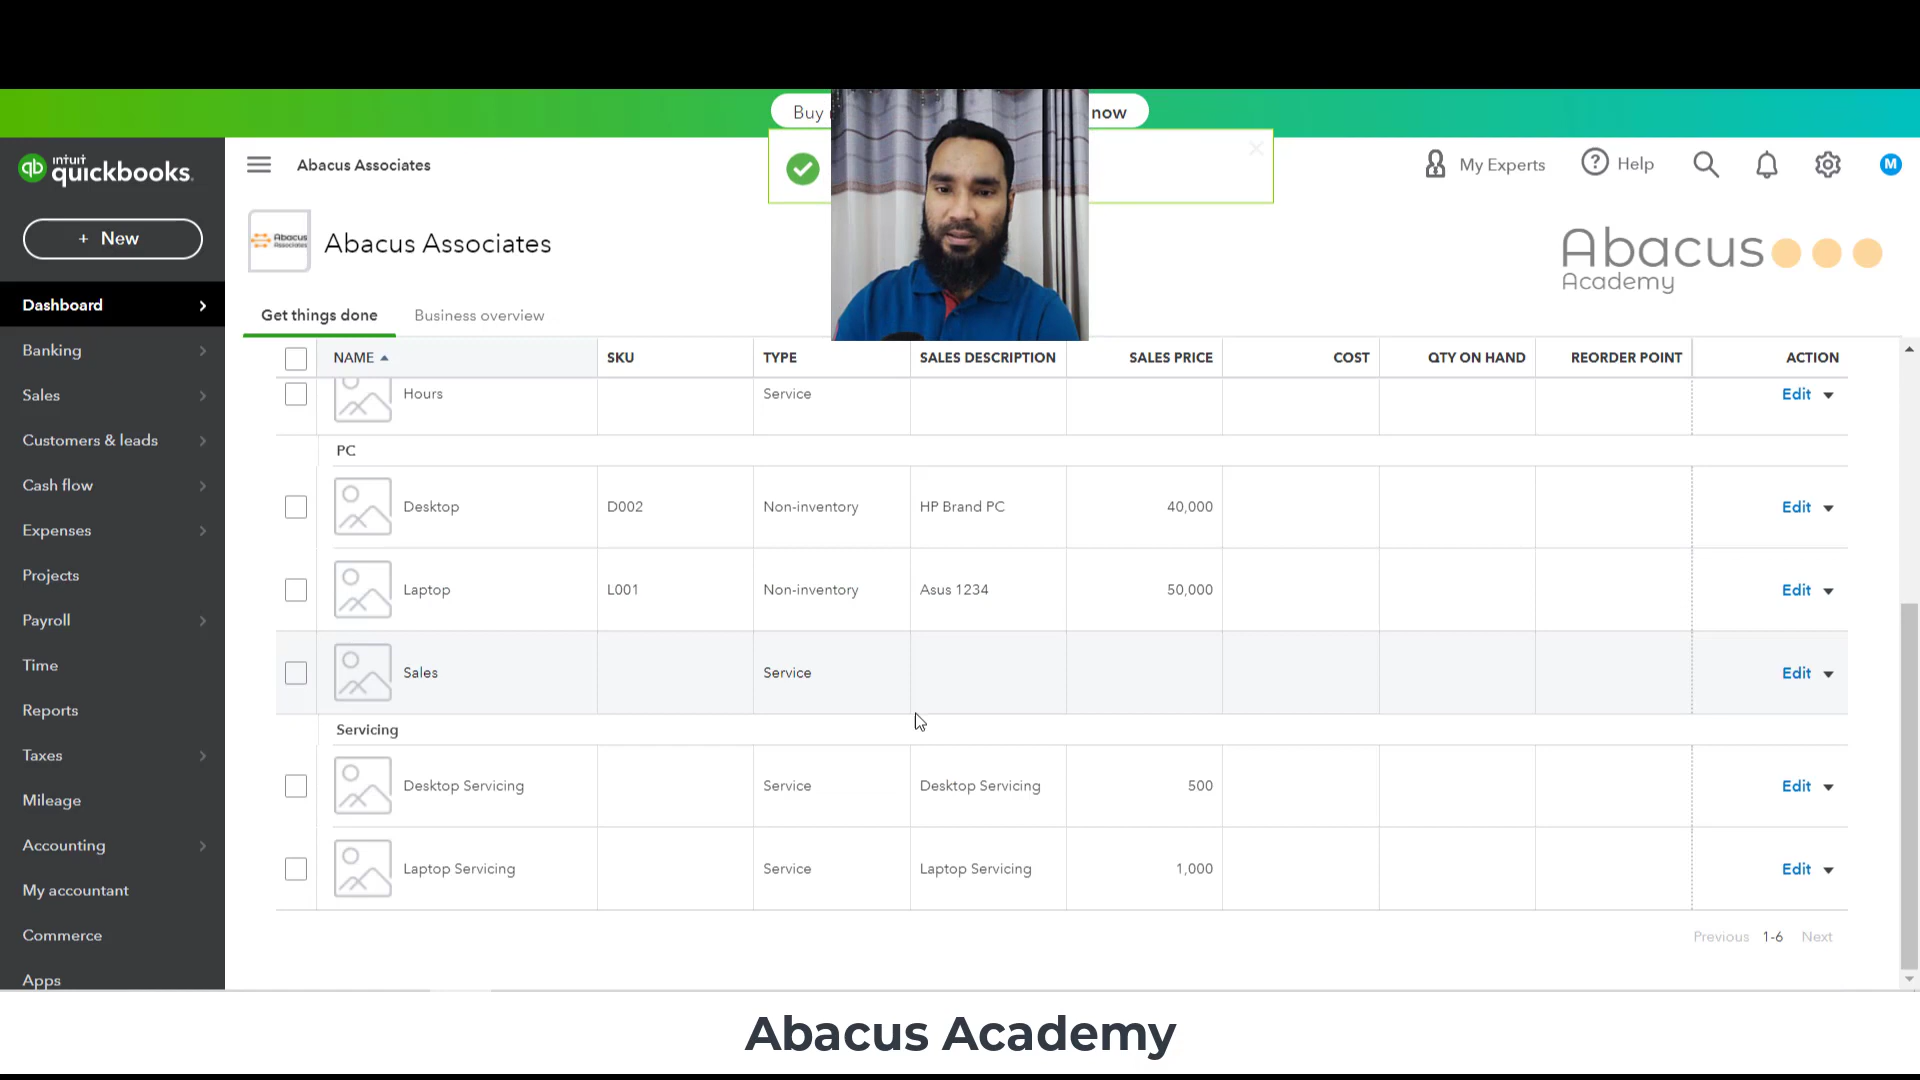 Buy
now
intuit
quickbooks.
Abacus Associates
My Experts
Help
M
+ New
Abacus
Associates
Abacus Associates
Abacus
Academy
Dashboard
Get things done
Business overview
Banking
Sales
Customers & leads
Cash flow
Expenses
Projects
Payroll
Time
Reports
Taxes
Mileage
Accounting
My accountant
Commerce
Apps
NAME SKU TYPE SALES DESCRIPTION SALES PRICE COST QTY ON HAND REORDER POINT ACTION
Hours Service Edit
PC
Desktop D002 Non-inventory HP Brand PC 40,000 Edit
Laptop L001 Non-inventory Asus 1234 50,000 Edit
Sales Service Edit
Servicing
Desktop Servicing Service Desktop Servicing 500 Edit
Laptop Servicing Service Laptop Servicing 1,000 Edit
Previous 1-6 Next
Abacus Academy